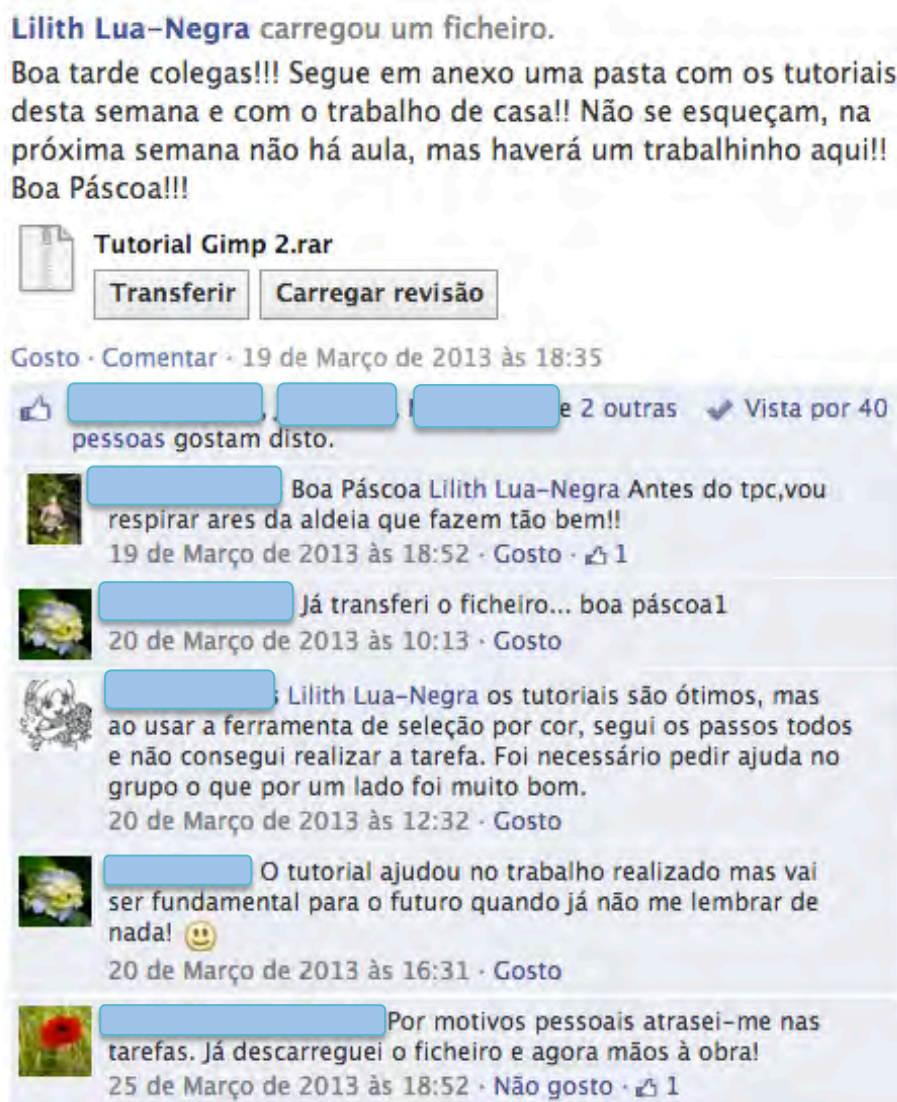 Lilith Lua-Negra carregou um ficheiro.
Boa tarde colegas!!! Segue em anexo uma pasta com os tutoriais
desta semana e com o trabalho de casa!! Não se esqueçam, na
próxima semana não há aula, mas haverá um trabalhinho aqui!!
Boa Páscoa!!!
Tutorial Gimp 2.rar
Transferir Carregar revisão
Gosto · Comentar · 19 de Março de 2013 às 18:35
e 2 outras Vista por 40
pessoas gostam disto.
Boa Páscoa Lilith Lua-Negra Antes do tpc,vou
respirar ares da aldeia que fazem tão bem!!
19 de Março de 2013 às 18:52 · Gosto · 1
Já transferi o ficheiro... boa páscoa1
20 de Março de 2013 às 10:13 · Gosto
Lilith Lua-Negra os tutoriais são ótimos, mas
ao usar a ferramenta de seleção por cor, segui os passos todos
e não consegui realizar a tarefa. Foi necessário pedir ajuda no
grupo o que por um lado foi muito bom.
20 de Março de 2013 às 12:32 · Gosto
O tutorial ajudou no trabalho realizado mas vai
ser fundamental para o futuro quando já não me lembrar de
nada!
20 de Março de 2013 às 16:31 · Gosto
Por motivos pessoais atrasei-me nas
tarefas. Já descarreguei o ficheiro e agora mãos à obra!
25 de Março de 2013 às 18:52 · Não gosto · 1